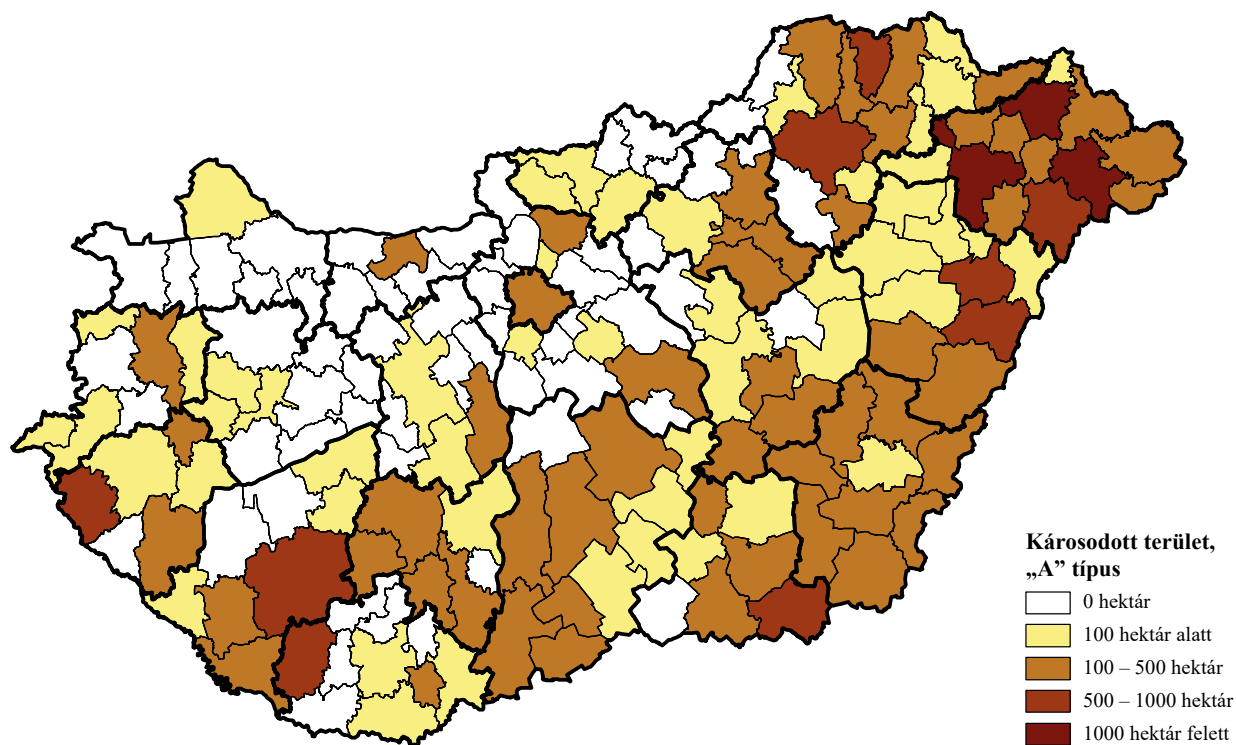 Károsodott terület,
„A” típus
0 hektár
100 hektár alatt
100 – 500 hektár
500 – 1000 hektár
1000 hektár felett